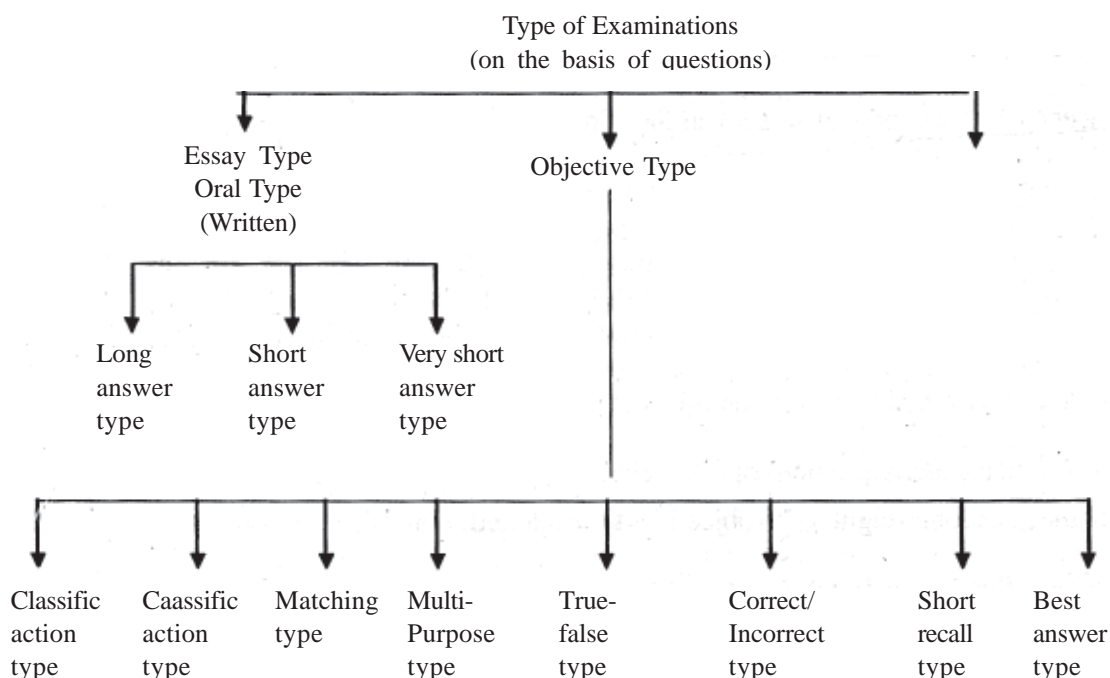 Type of Examinations
(on the basis of questions)
Essay Type
Oral Type
(Written)
Objective Type
Long
answer
type
Short
answer
type
Very short
answer
type
Classific
action
type
Caassific
action
type
Matching
type
Multi-
Purpose
type
True-
false
type
Correct/
Incorrect
type
Short
recall
type
Best
answer
type